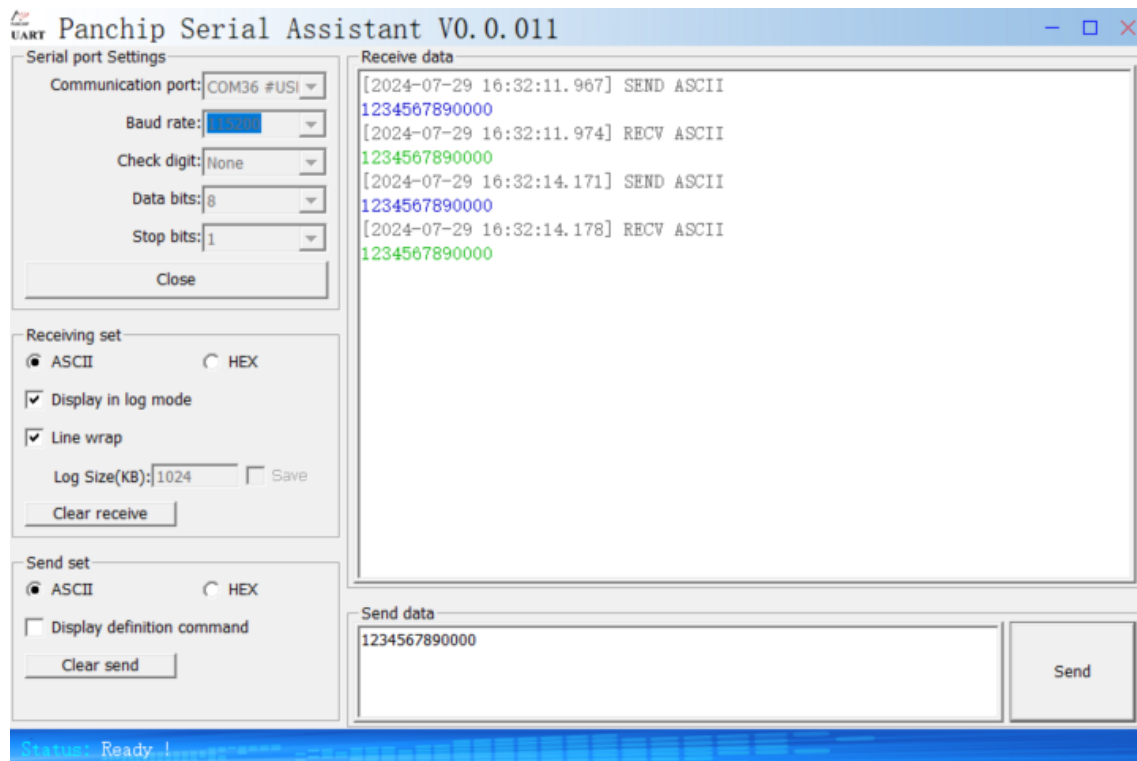 UART Panchip Serial Assistant V0.0.011
Serial port Settings
Communication port: COM36 #USI
Baud rate: 115200
Check digit: None
Data bits: 8
Stop bits: 1
Close
Receiving set
ASCII HEX
Display in log mode
Line wrap
Log Size(KB): 1024 Save
Clear receive
Send set
ASCII HEX
Display definition command
Clear send
Receive data
[2024-07-29 16:32:11.967] SEND ASCII
1234567890000
[2024-07-29 16:32:11.974] RECV ASCII
1234567890000
[2024-07-29 16:32:14.171] SEND ASCII
1234567890000
[2024-07-29 16:32:14.178] RECV ASCII
1234567890000
Send data
1234567890000
Send
Status: Ready !